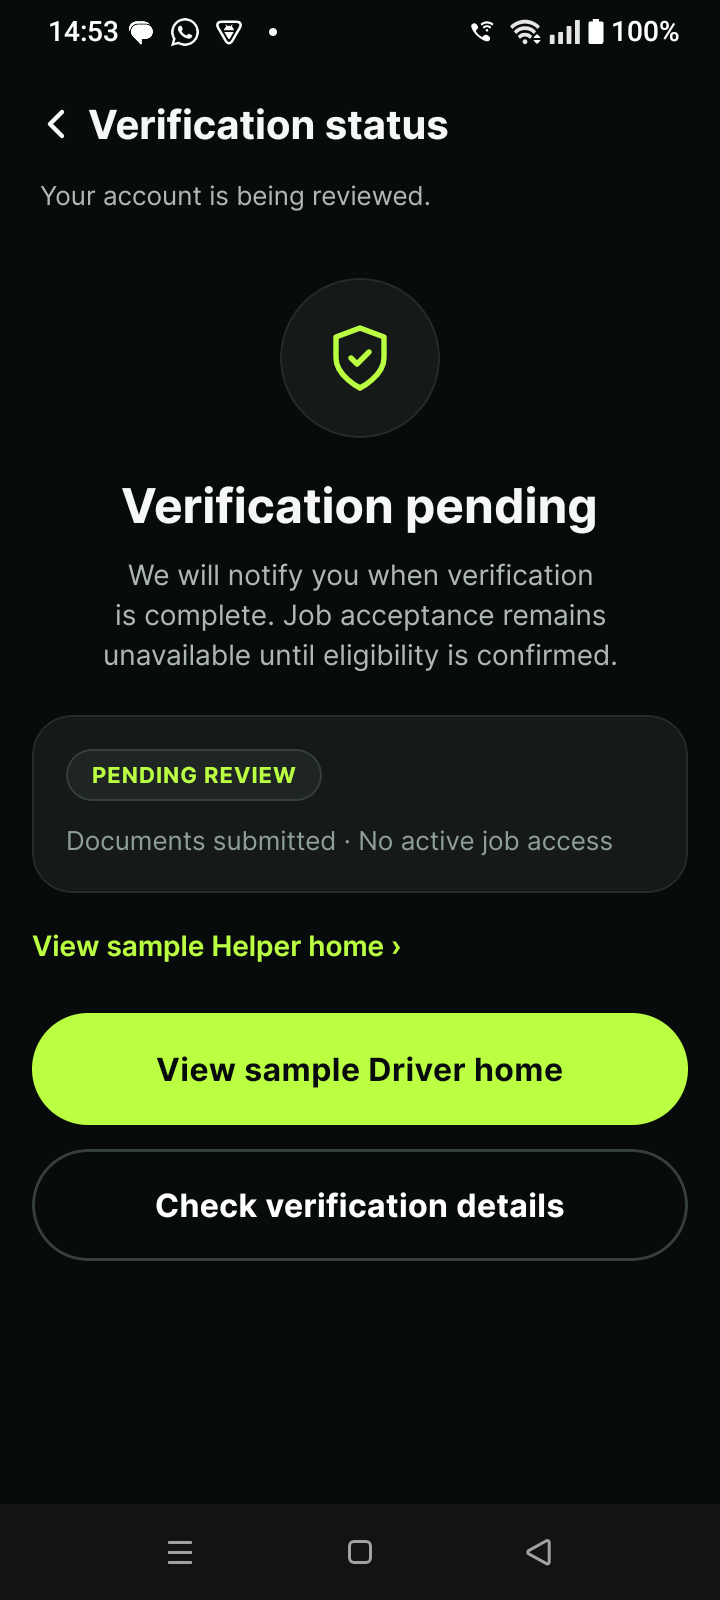 14:53 100%
Verification status
Your account is being reviewed.
Verification pending
We will notify you when verification
is complete. Job acceptance remains
unavailable until eligibility is confirmed.
PENDING REVIEW
Documents submitted · No active job access
View sample Helper home ›
View sample Driver home
Check verification details